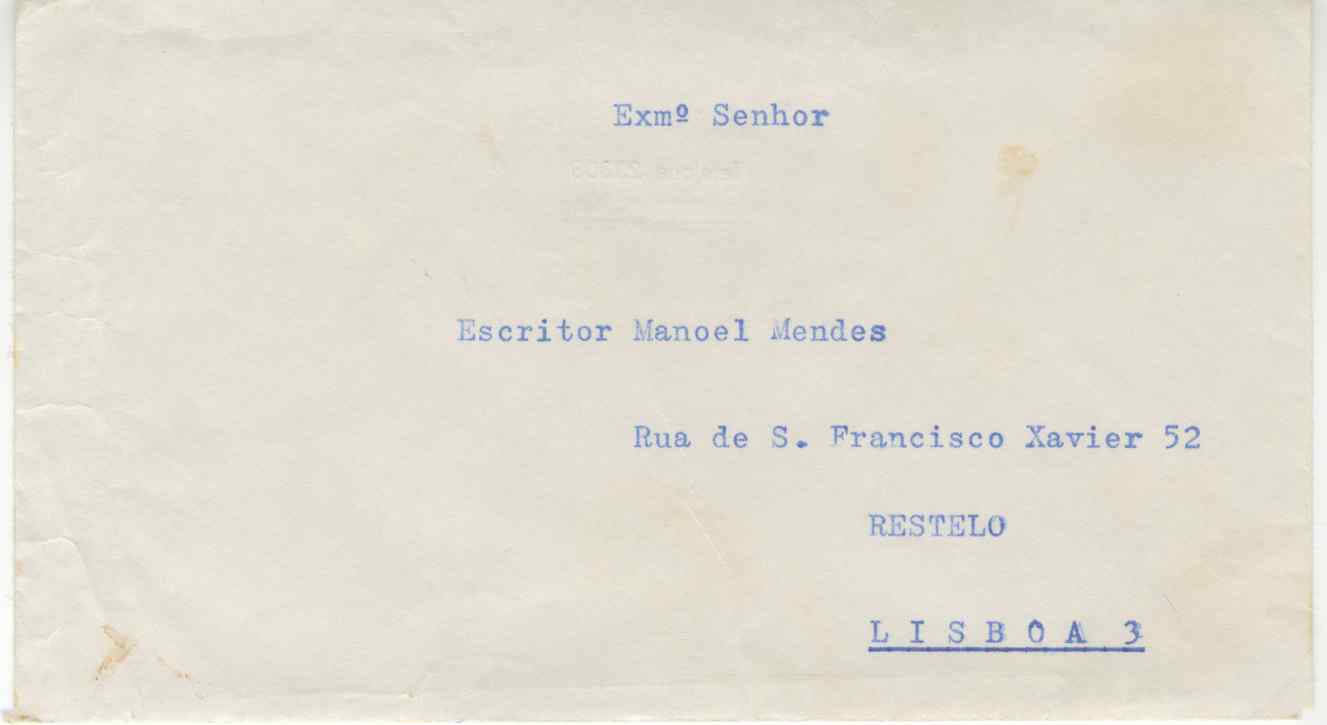 Exmº Senhor
Escritor Manoel Mendes
Rua de S. Francisco Xavier 52
RESTELO
L I S B O A 3